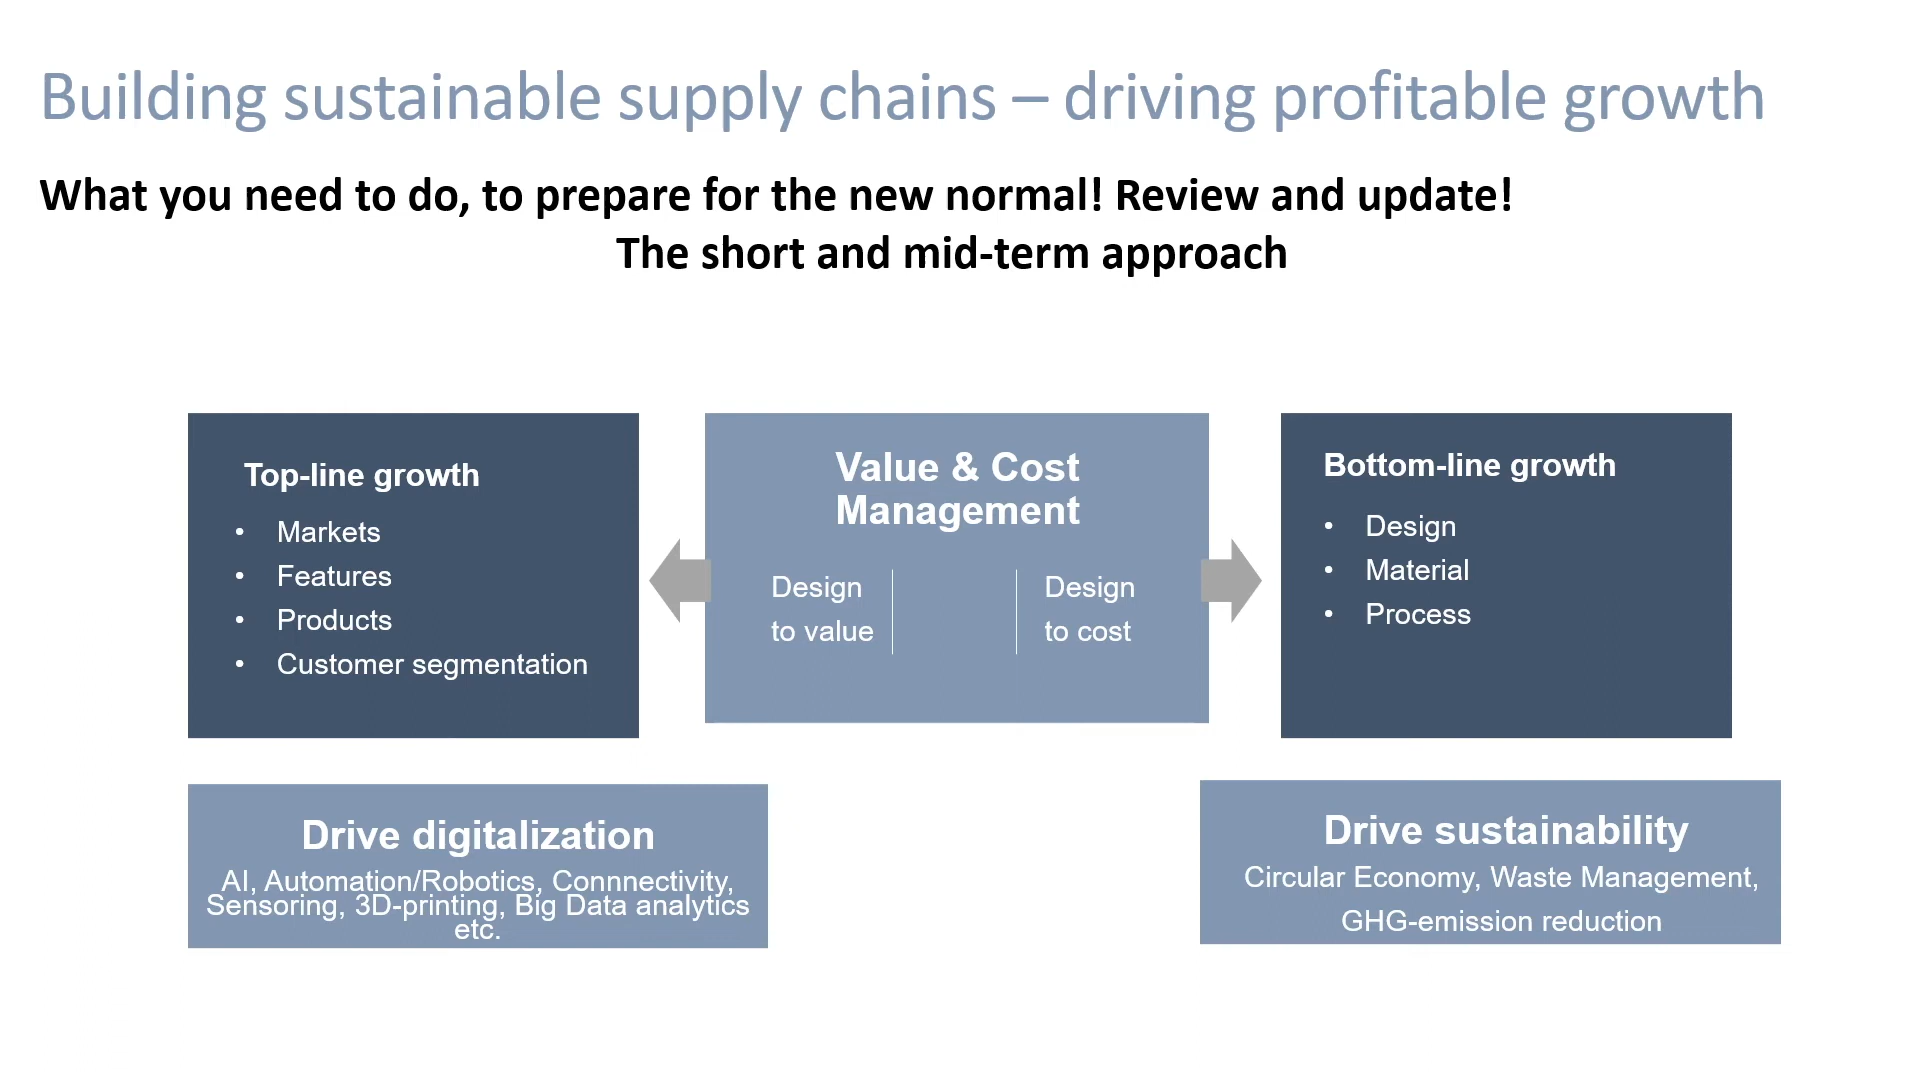 Building sustainable supply chains – driving profitable growth
What you need to do, to prepare for the new normal! Review and update!
The short and mid-term approach
Top-line growth
• Markets
• Features
• Products
• Customer segmentation
Value & Cost
Management
Design
to value
Design
to cost
Bottom-line growth
• Design
• Material
• Process
Drive digitalization
AI, Automation/Robotics, Connnectivity,
Sensoring, 3D-printing, Big Data analytics
etc.
Drive sustainability
Circular Economy, Waste Management,
GHG-emission reduction